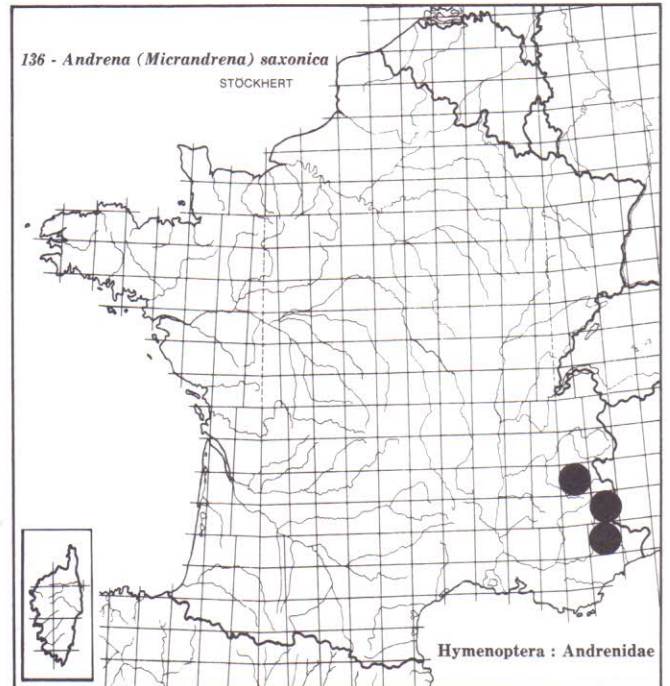 136 - Andrena (Micrandrena) saxonica
STÖCKHERT
Hymenoptera : Andrenidae